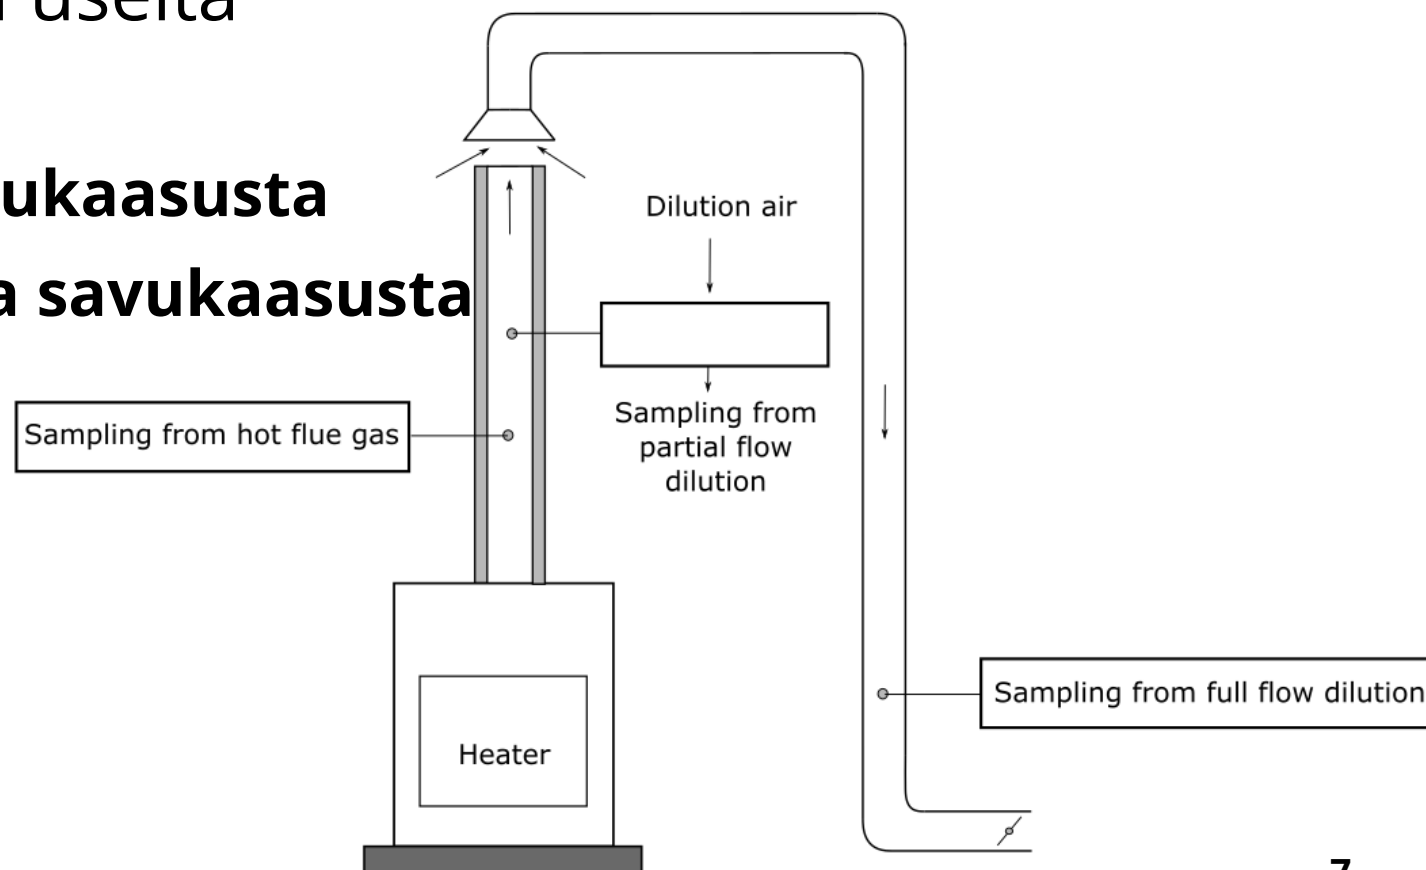 ukaasusta
savukaasusta
Dilution air
Sampling from
partial flow
dilution
Sampling from hot flue gas
Sampling from full flow dilution
Heater
7